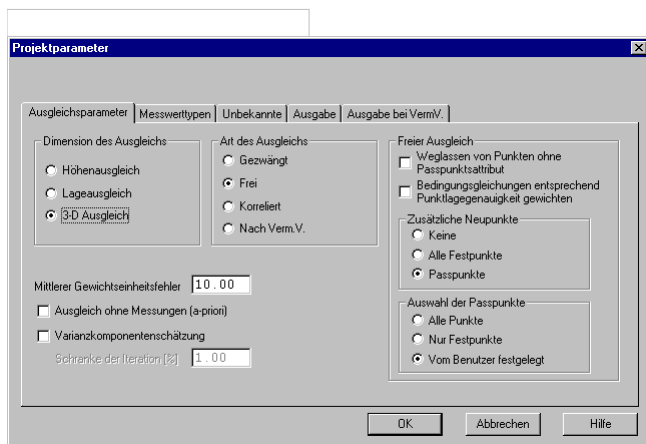 Projektparameter
Ausgleichsparameter
Messwerttypen
Unbekannte
Ausgabe
Ausgabe bei VermV.
Dimension des Ausgleichs
Höhenausgleich
Lageausgleich
3-D Ausgleich
Art des Ausgleichs
Gezwängt
Frei
Korreliert
Nach Verm.V.
Freier Ausgleich
Weglassen von Punkten ohne
Passpunktsattribut
Bedingungsgleichungen entsprechend
Punktlagegenauigkeit gewichten
Zusätzliche Neupunkte
Keine
Alle Festpunkte
Passpunkte
Auswahl der Passpunkte
Alle Punkte
Nur Festpunkte
Vom Benutzer festgelegt
Mittlerer Gewichtseinheitsfehler 10.00
Ausgleich ohne Messungen (a-priori)
Varianzkomponentenschätzung
Schranke der Iteration [%] 1.00
OK
Abbrechen
Hilfe